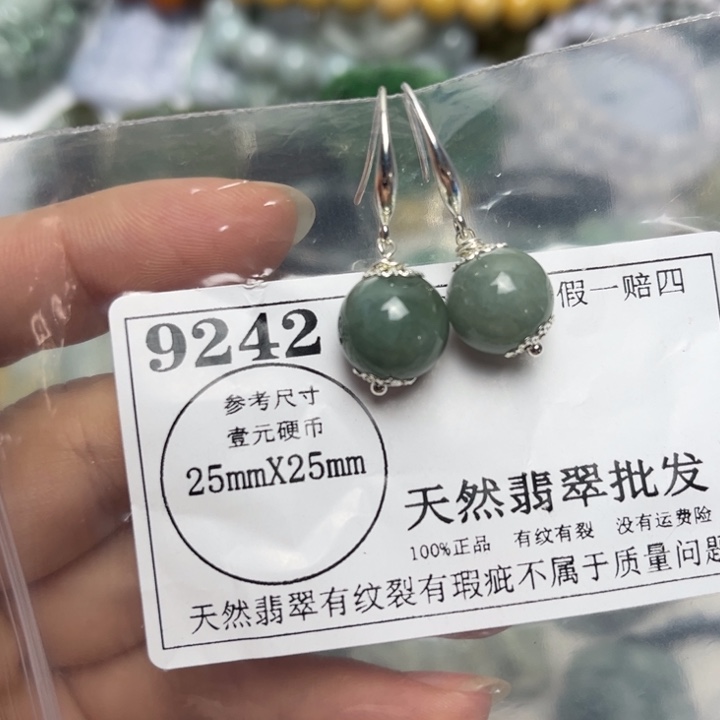 9242
假一赔四
参考尺寸
壹元硬币
25mmX25mm
天然翡翠批发
100%正品 有纹有裂 没有运费险
天然翡翠有纹裂有瑕疵不属于质量问题